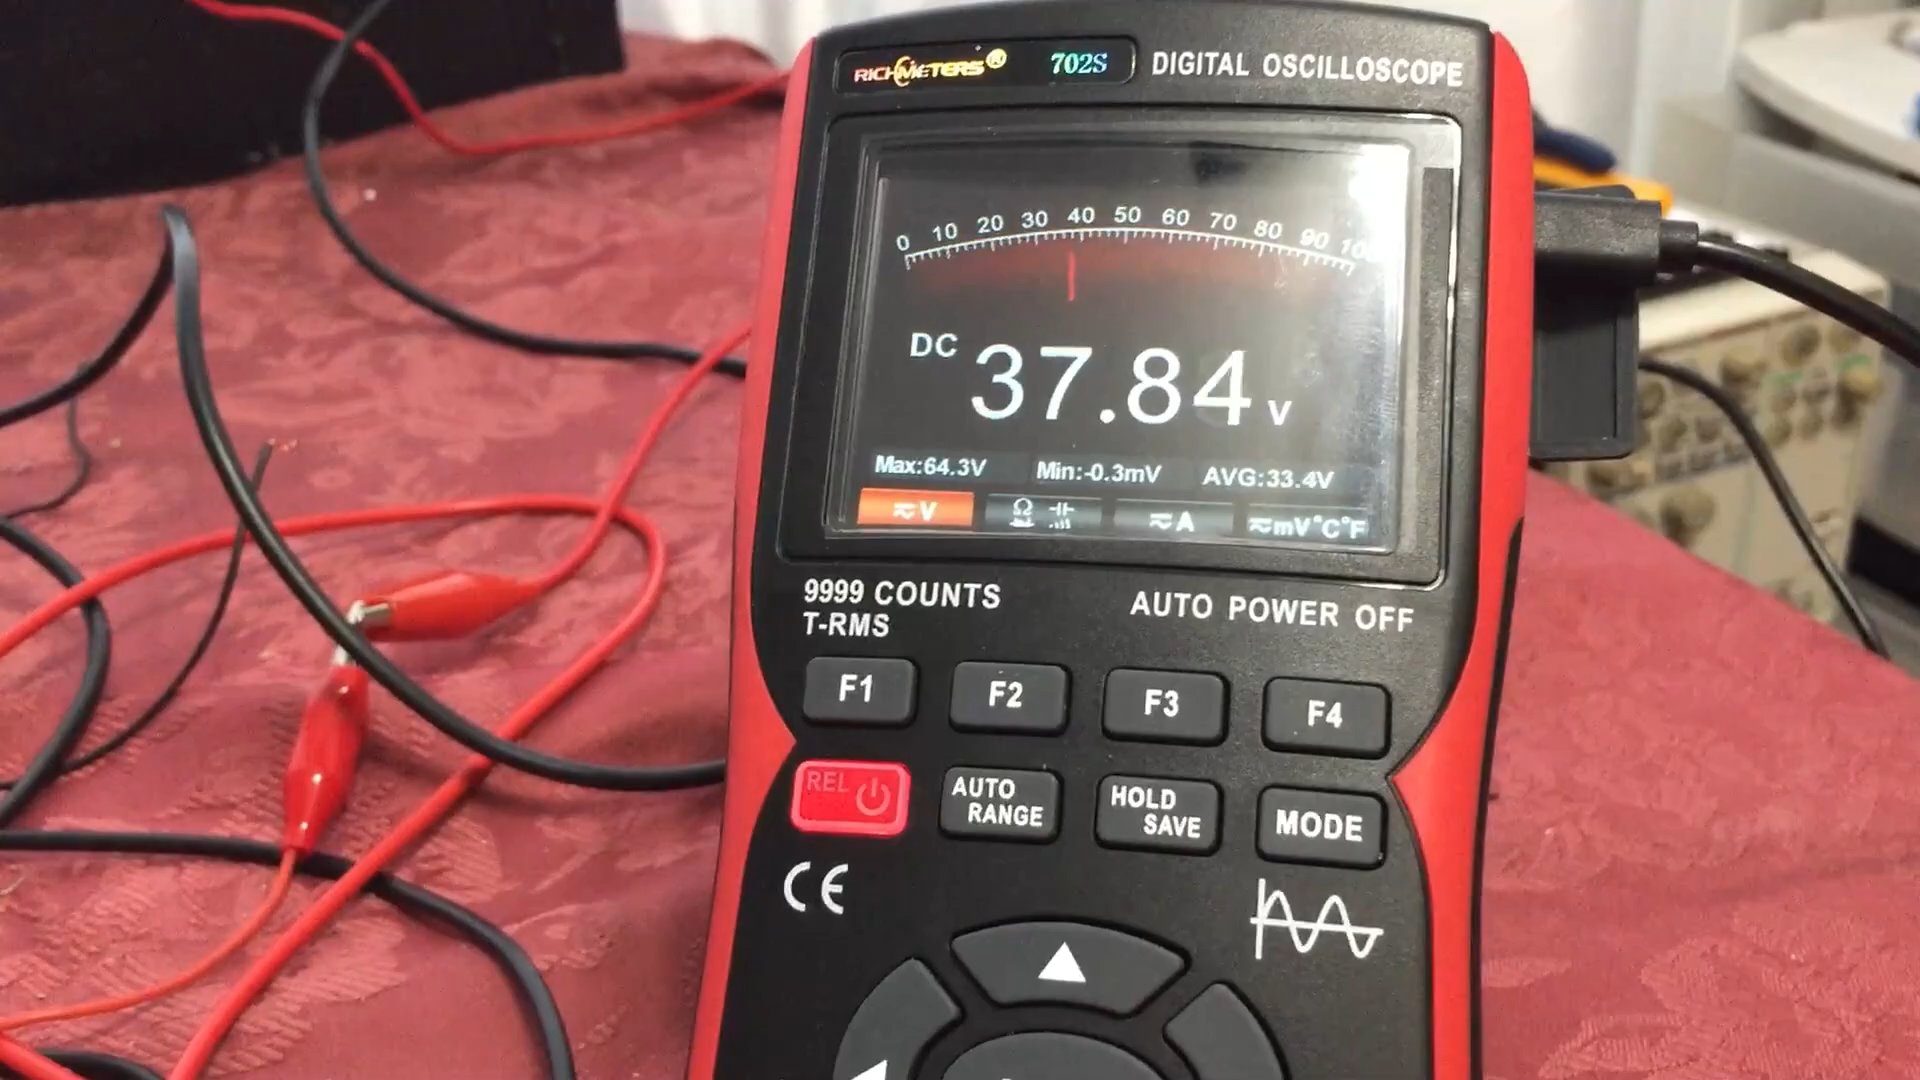 RICHMETERS® 702S DIGITAL OSCILLOSCOPE
0 10 20 30 40 50 60 70 80 90 100
DC 37.84 V
Max:64.3V Min:-0.3mV AVG:33.4V
≂V Ω ≂A ≂mV°C°F
9999 COUNTS
T-RMS
AUTO POWER OFF
F1 F2 F3 F4
REL
AUTO RANGE
HOLD SAVE
MODE
CE